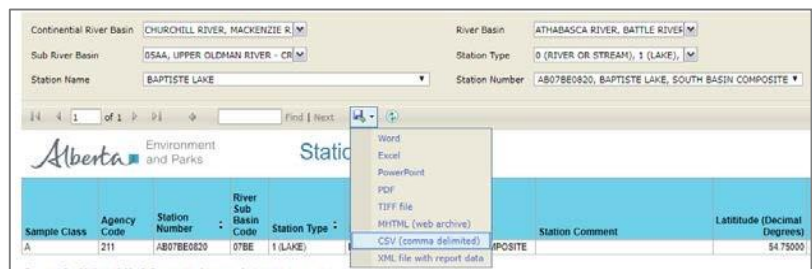 Continental River Basin CHURCHILL RIVER, MACKENZIE R River Basin ATHABASCA RIVER, BATTLE RIVER
Sub River Basin 05AA, UPPER OLDMAN RIVER - CR Station Type 0 (RIVER OR STREAM), 1 (LAKE),
Station Name BAPTISTE LAKE Station Number AB07BE0820, BAPTISTE LAKE, SOUTH BASIN COMPOSITE
1 of 1 Find | Next
Alberta Environment and Parks Static
Word
Excel
PowerPoint
PDF
TIFF file
MHTML (web archive)
CSV (comma delimited)
XML file with report data
Sample Class Agency Code Station Number River Sub Basin Code Station Type Station Comment Latititude (Decimal Degrees)
A 211 AB07BE0820 07BE 1 (LAKE) MPOSITE 54.75000